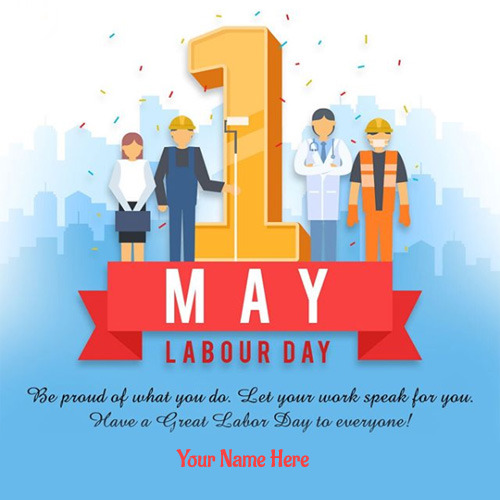 1
MAY
LABOUR DAY
Be proud of what you do. Let your work speak for you.
Have a Great Labor Day to everyone!
Your Name Here